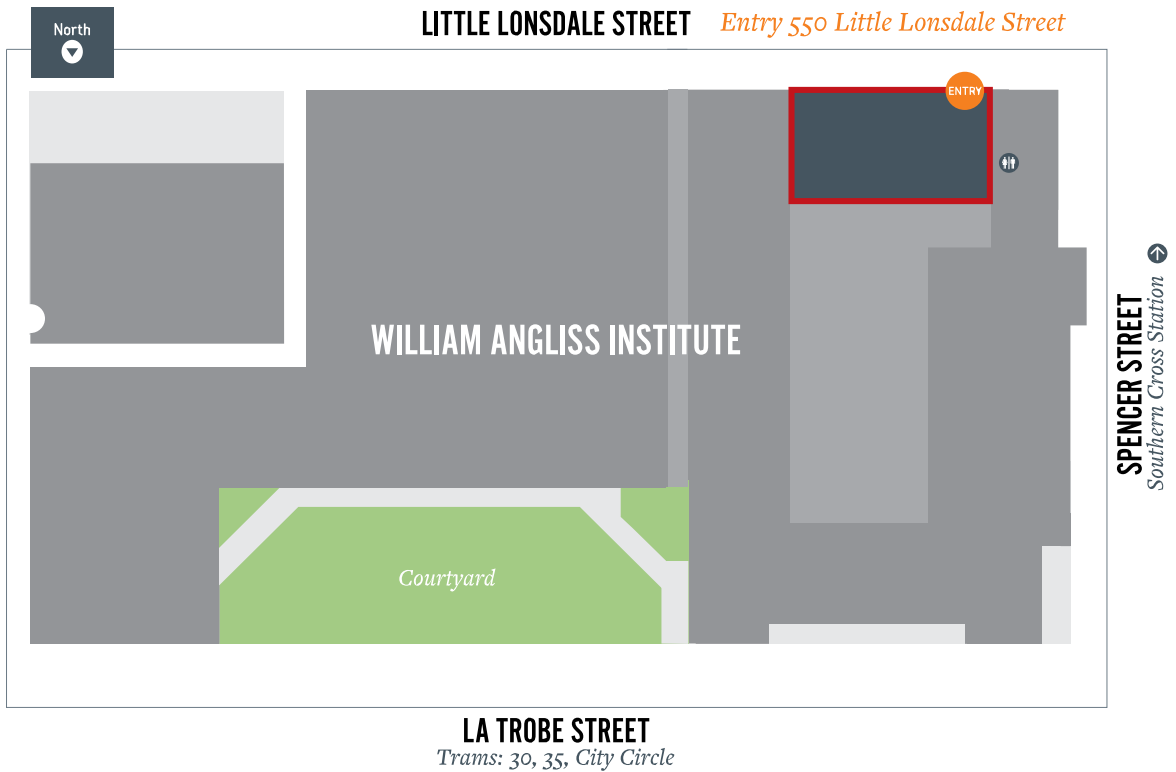 North
LITTLE LONSDALE STREET
Entry 550 Little Lonsdale Street
ENTRY
WILLIAM ANGLISS INSTITUTE
SPENCER STREET
Southern Cross Station
Courtyard
LA TROBE STREET
Trams: 30, 35, City Circle